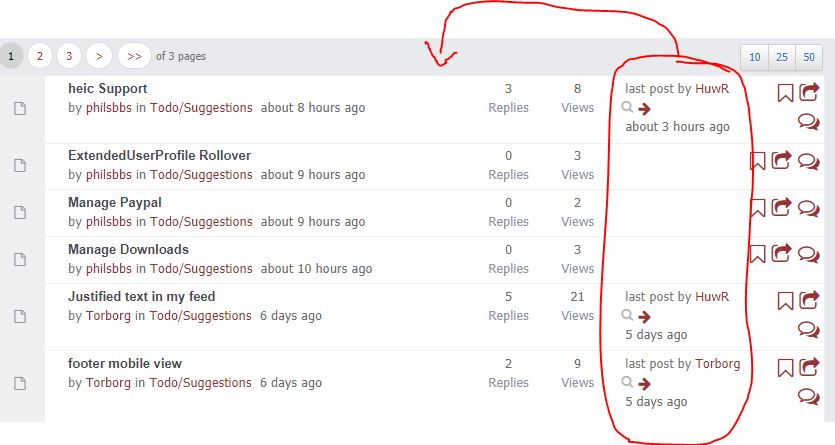 1 2 3 > >> of 3 pages 10 25 50
heic Support 3 8 last post by HuwR
by philsbbs in Todo/Suggestions about 8 hours ago Replies Views
about 3 hours ago
ExtendedUserProfile Rollover 0 3
by philsbbs in Todo/Suggestions about 9 hours ago Replies Views
Manage Paypal 0 2
by philsbbs in Todo/Suggestions about 9 hours ago Replies Views
Manage Downloads 0 3
by philsbbs in Todo/Suggestions about 10 hours ago Replies Views
Justified text in my feed 5 21 last post by HuwR
by Torborg in Todo/Suggestions 6 days ago Replies Views
5 days ago
footer mobile view 2 9 last post by Torborg
by Torborg in Todo/Suggestions 6 days ago Replies Views
5 days ago